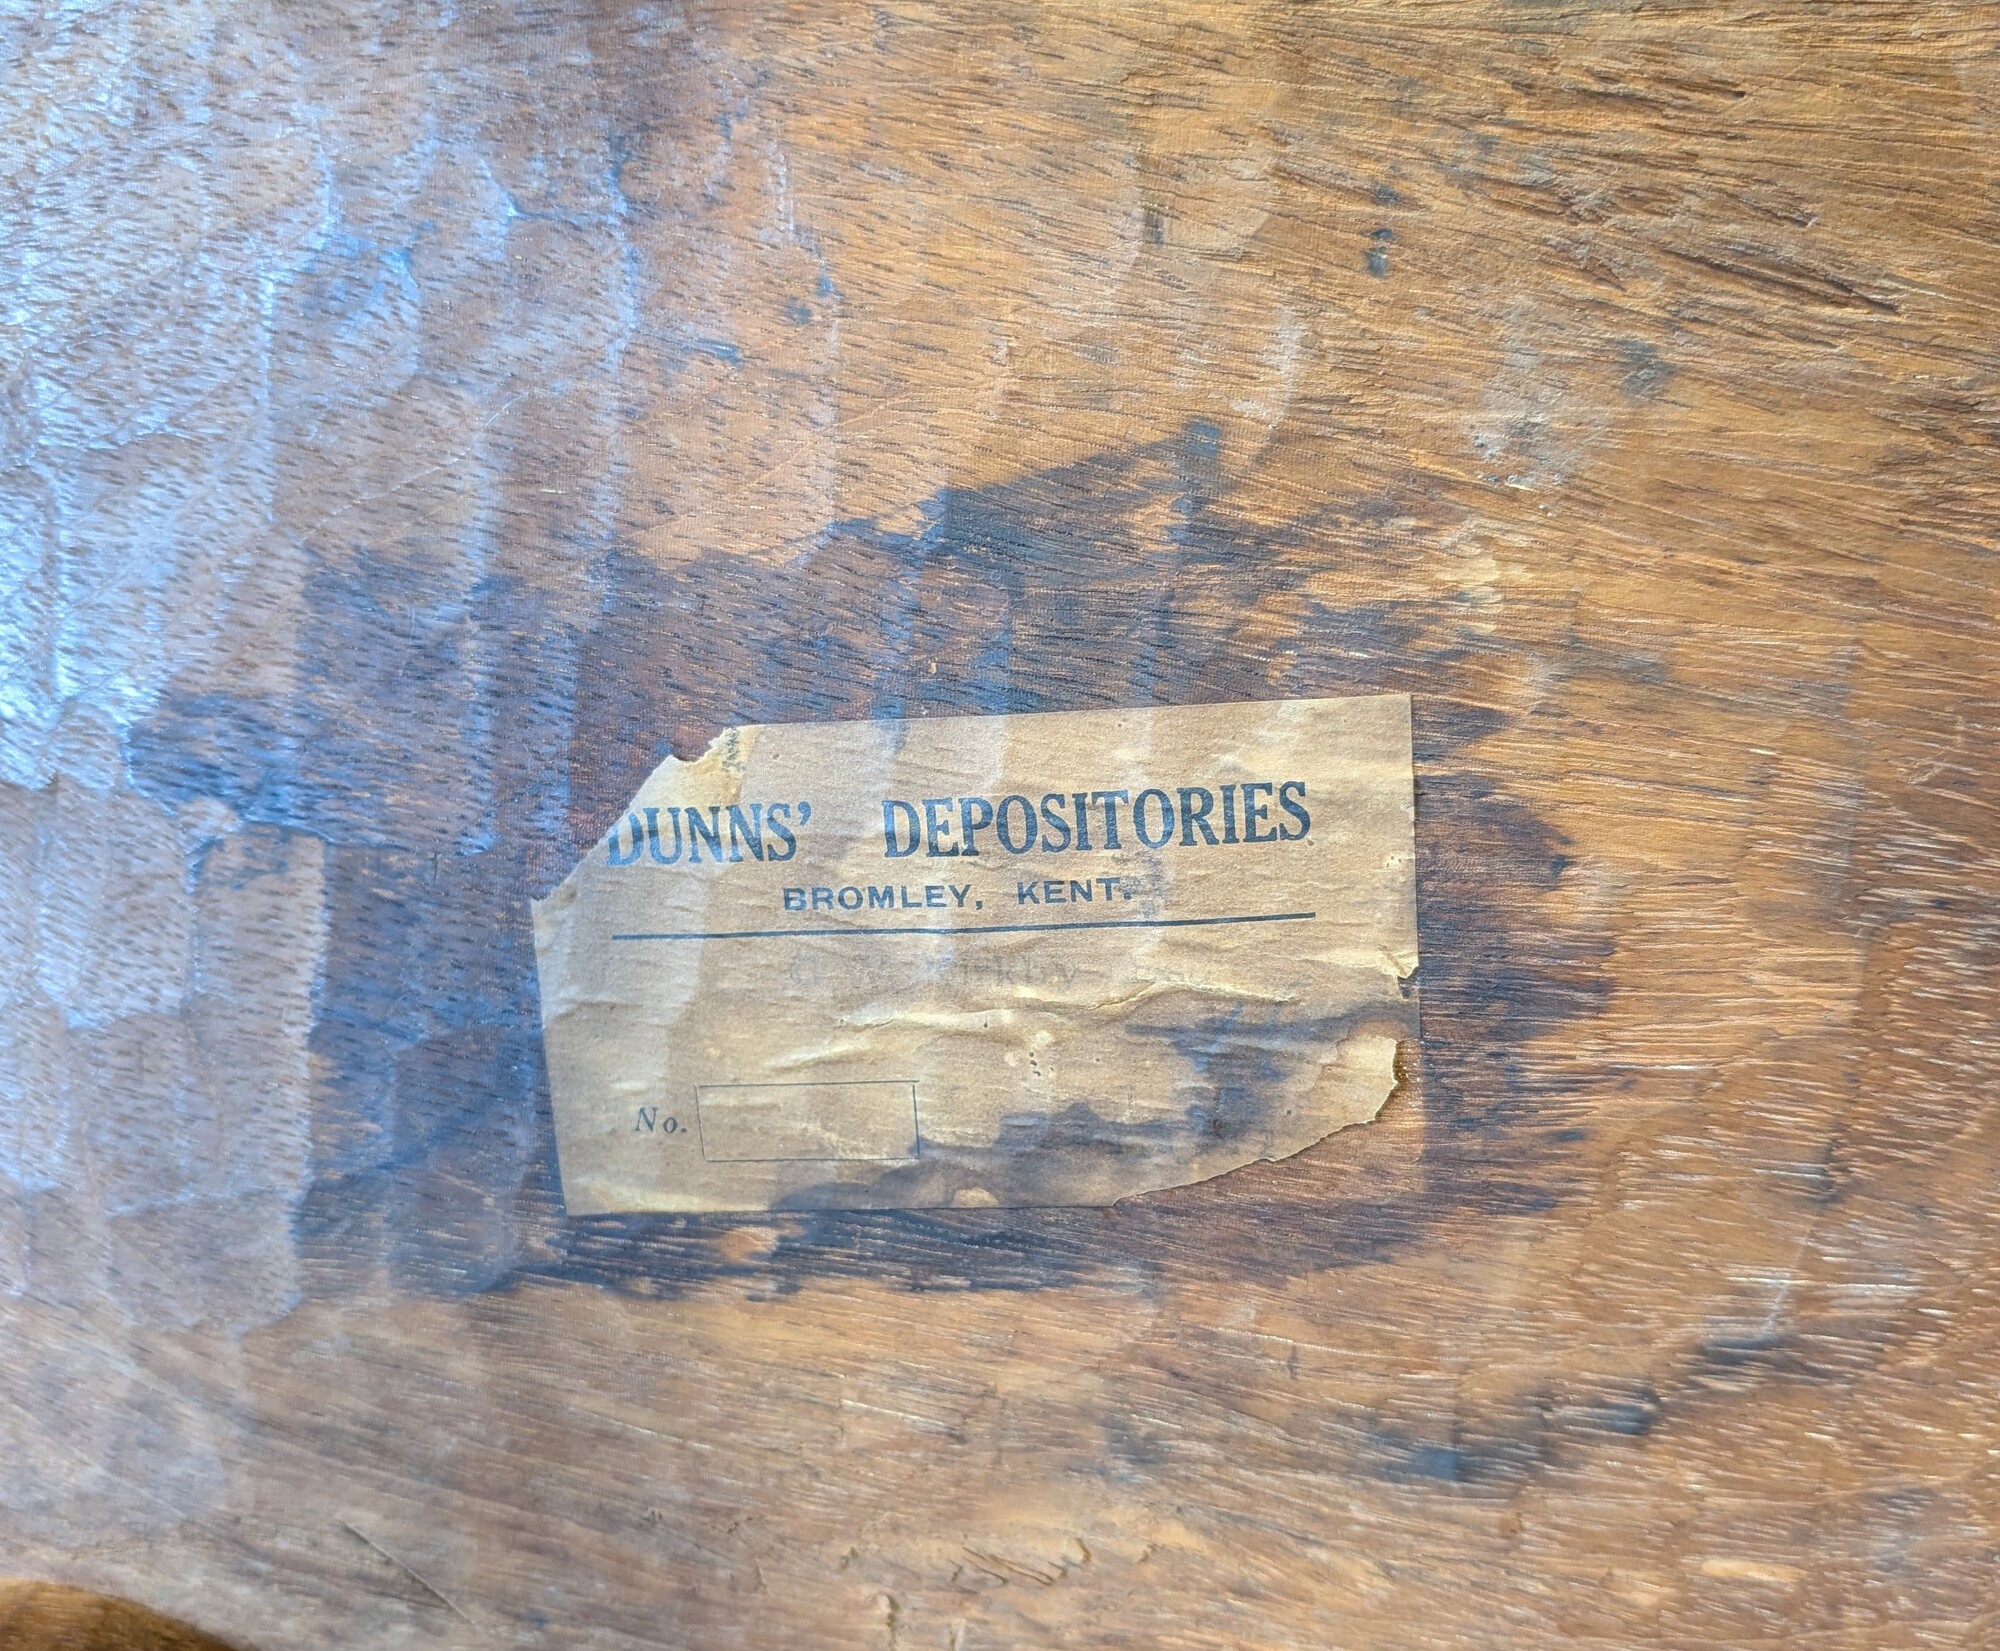 DUNNS' DEPOSITORIES
BROMLEY, KENT.
No.